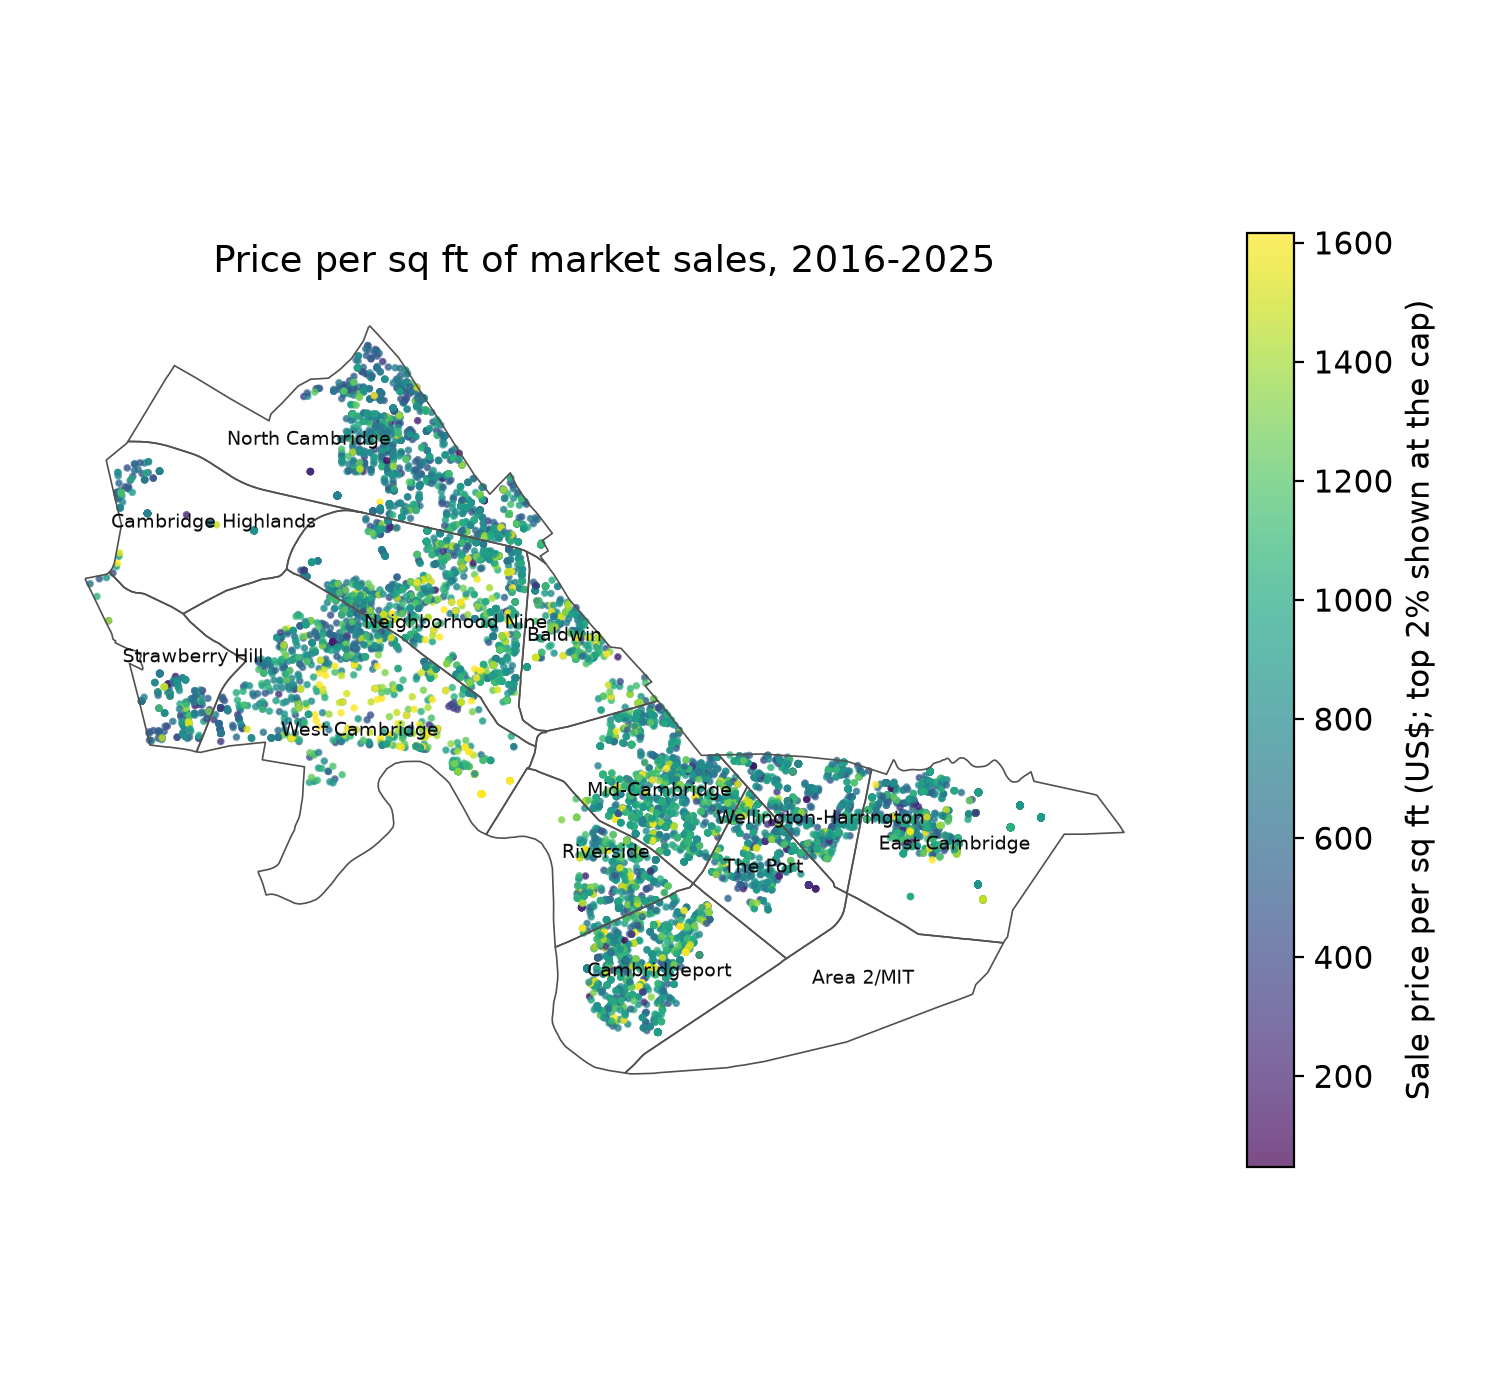 Price per sq ft of market sales, 2016-2025
North Cambridge
Cambridge Highlands
Neighborhood Nine
Baldwin
Strawberry Hill
West Cambridge
Mid-Cambridge
Wellington-Harrington
East Cambridge
Riverside
The Port
Cambridgeport
Area 2/MIT
1600
1400
1200
1000
800
600
400
200
Sale price per sq ft (US$; top 2% shown at the cap)